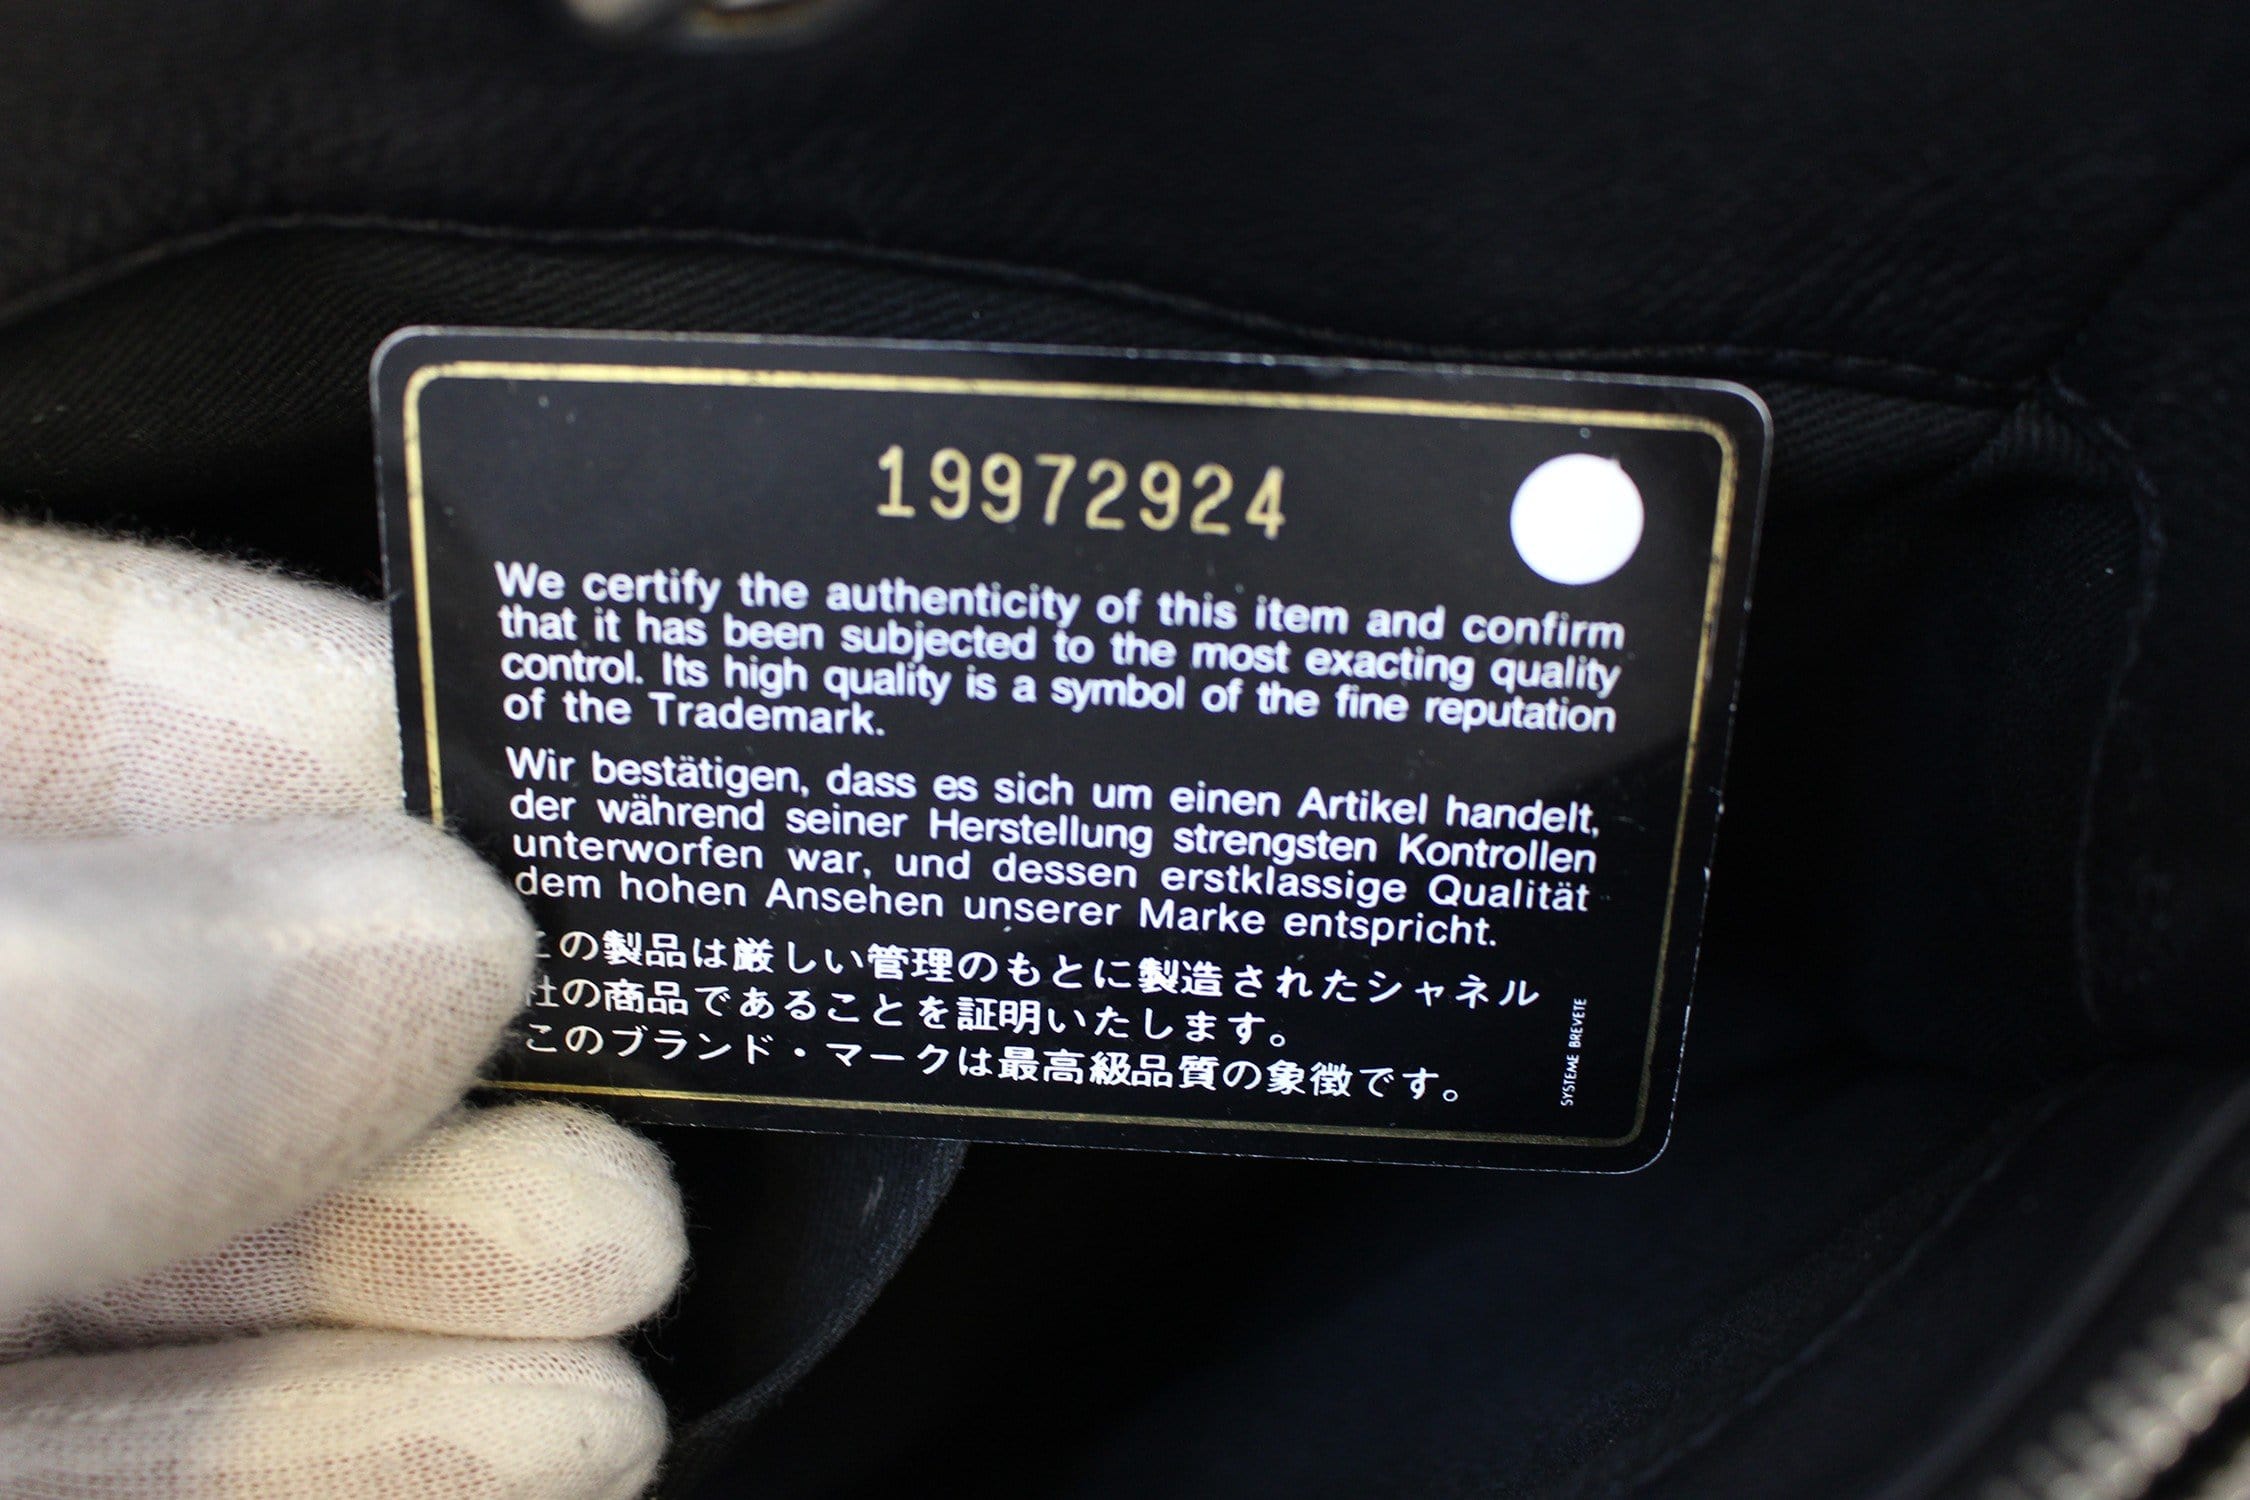 19972924
We certify the authenticity of this item and confirm
that it has been subjected to the most exacting quality
control. Its high quality is a symbol of the fine reputation
of the Trademark.
Wir bestätigen, dass es sich um einen Artikel handelt,
der während seiner Herstellung strengsten Kontrollen
unterworfen war, und dessen erstklassige Qualität
dem hohen Ansehen unserer Marke entspricht.
この製品は厳しい管理のもとに製造されたシャネル
社の商品であることを証明いたします。
このブランド・マークは最高級品質の象徴です。
SYSTEME BREVETE